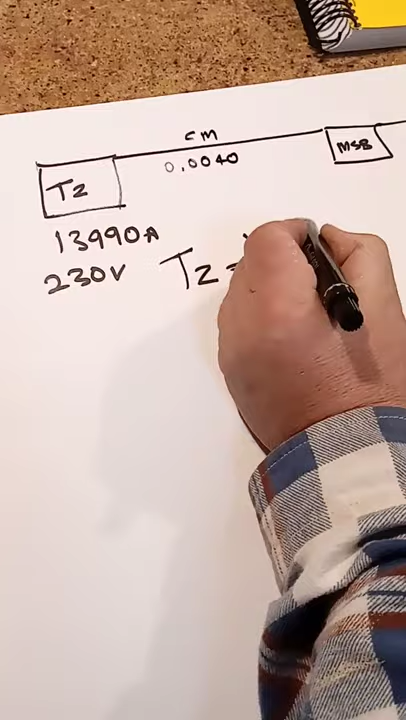 CM
0.0040
TZ
MSB
13990A
230V
TZ =